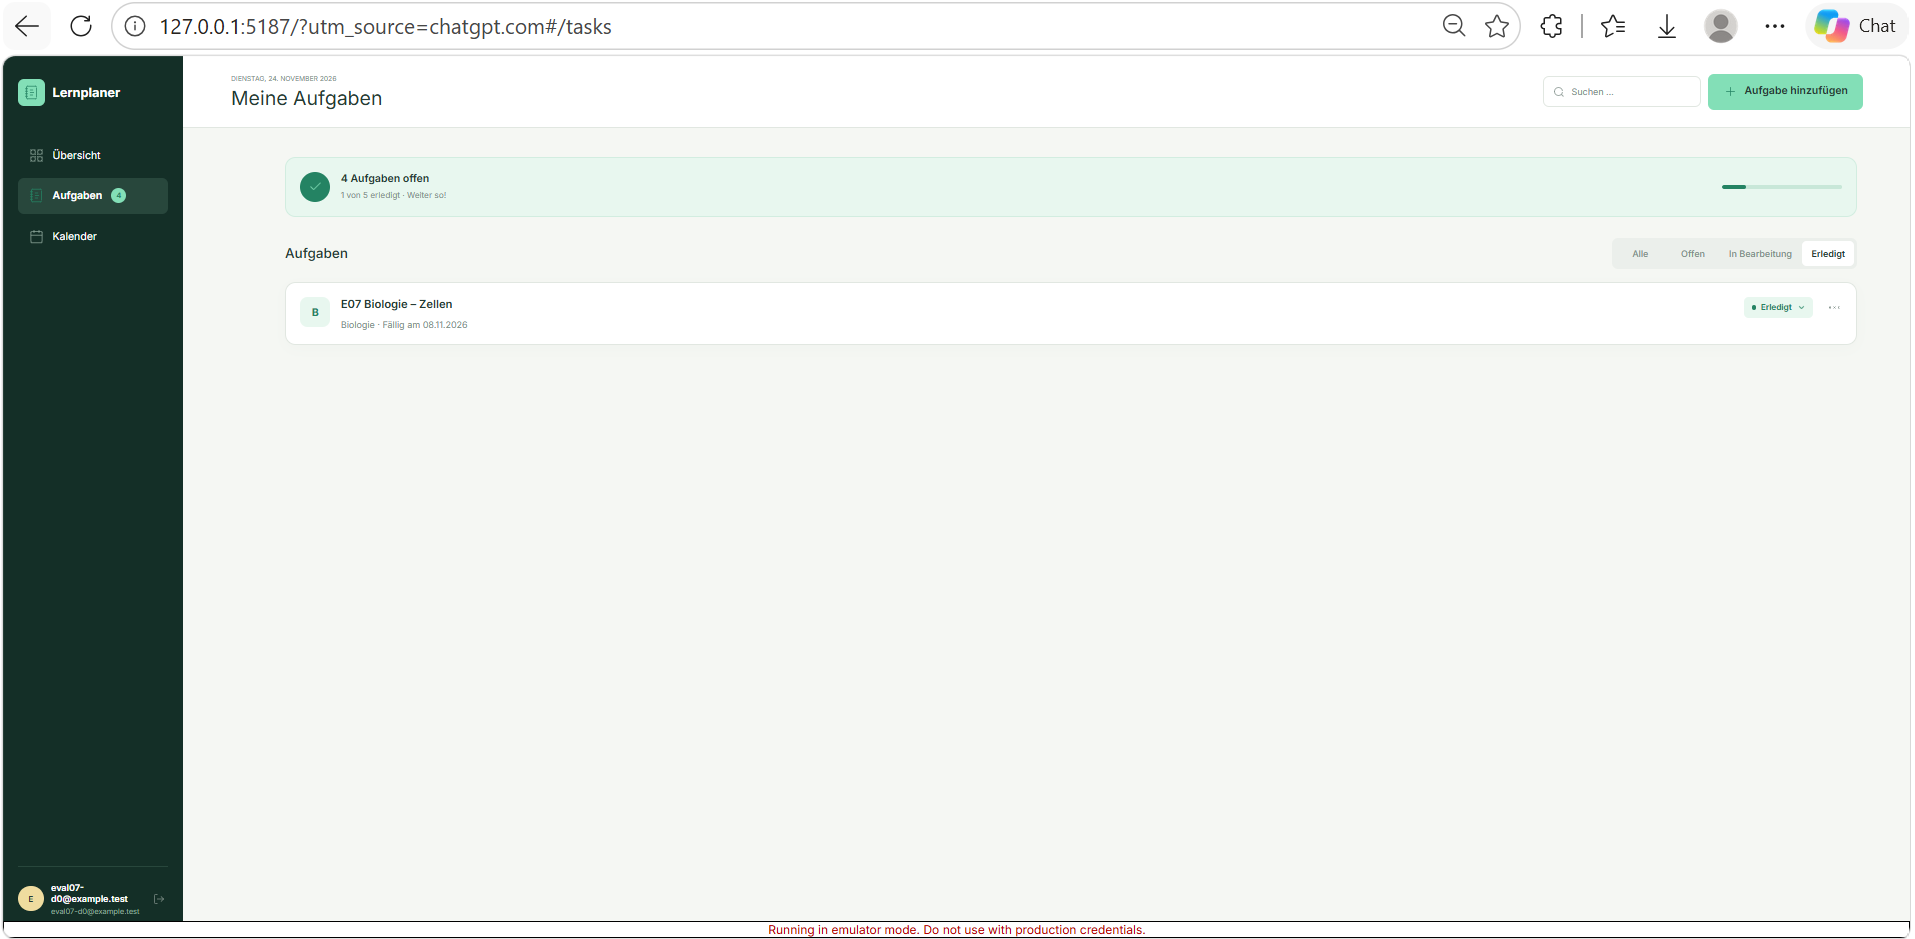 127.0.0.1:5187/?utm_source=chatgpt.com#/tasks
Chat
Lernplaner
Übersicht
Aufgaben 4
Kalender
eval07-
d0@example.test
eval07-d0@example.test
E
DIENSTAG, 24. NOVEMBER 2026
Meine Aufgaben
Suchen ...
+ Aufgabe hinzufügen
4 Aufgaben offen
1 von 5 erledigt · Weiter so!
Aufgaben
Alle Offen In Bearbeitung Erledigt
B
E07 Biologie – Zellen
Biologie · Fällig am 08.11.2026
Erledigt
Running in emulator mode. Do not use with production credentials.